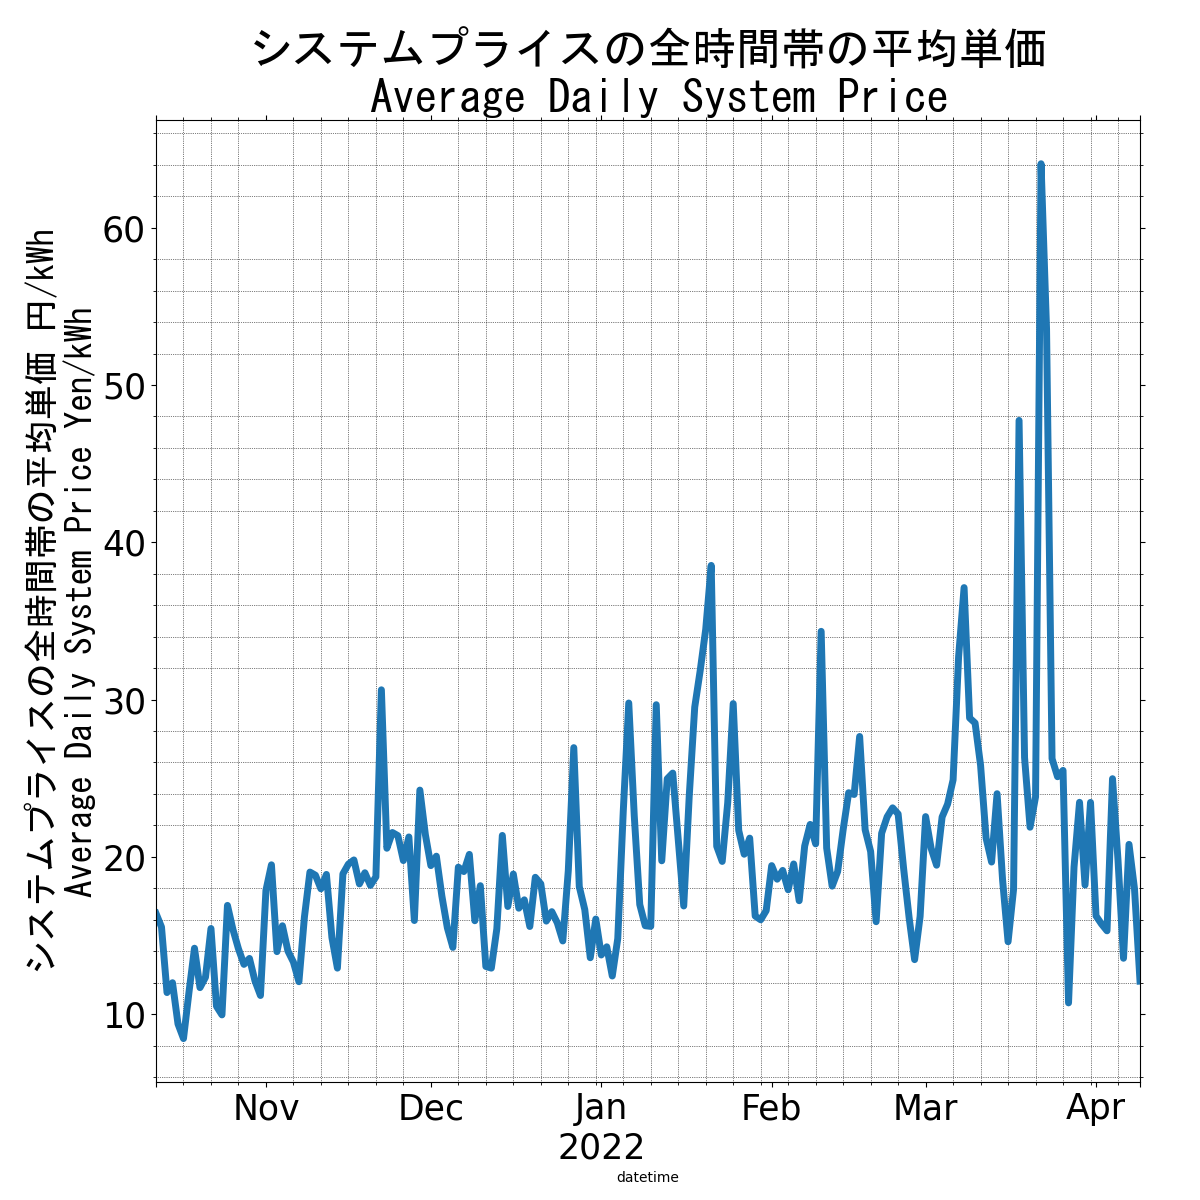 システムプライスの全時間帯の平均単価
Average Daily System Price
システムプライスの全時間帯の平均単価 円/kWh
Average Daily System Price Yen/kWh
60
50
40
30
20
10
Nov
Dec
Jan
2022
Feb
Mar
Apr
datetime